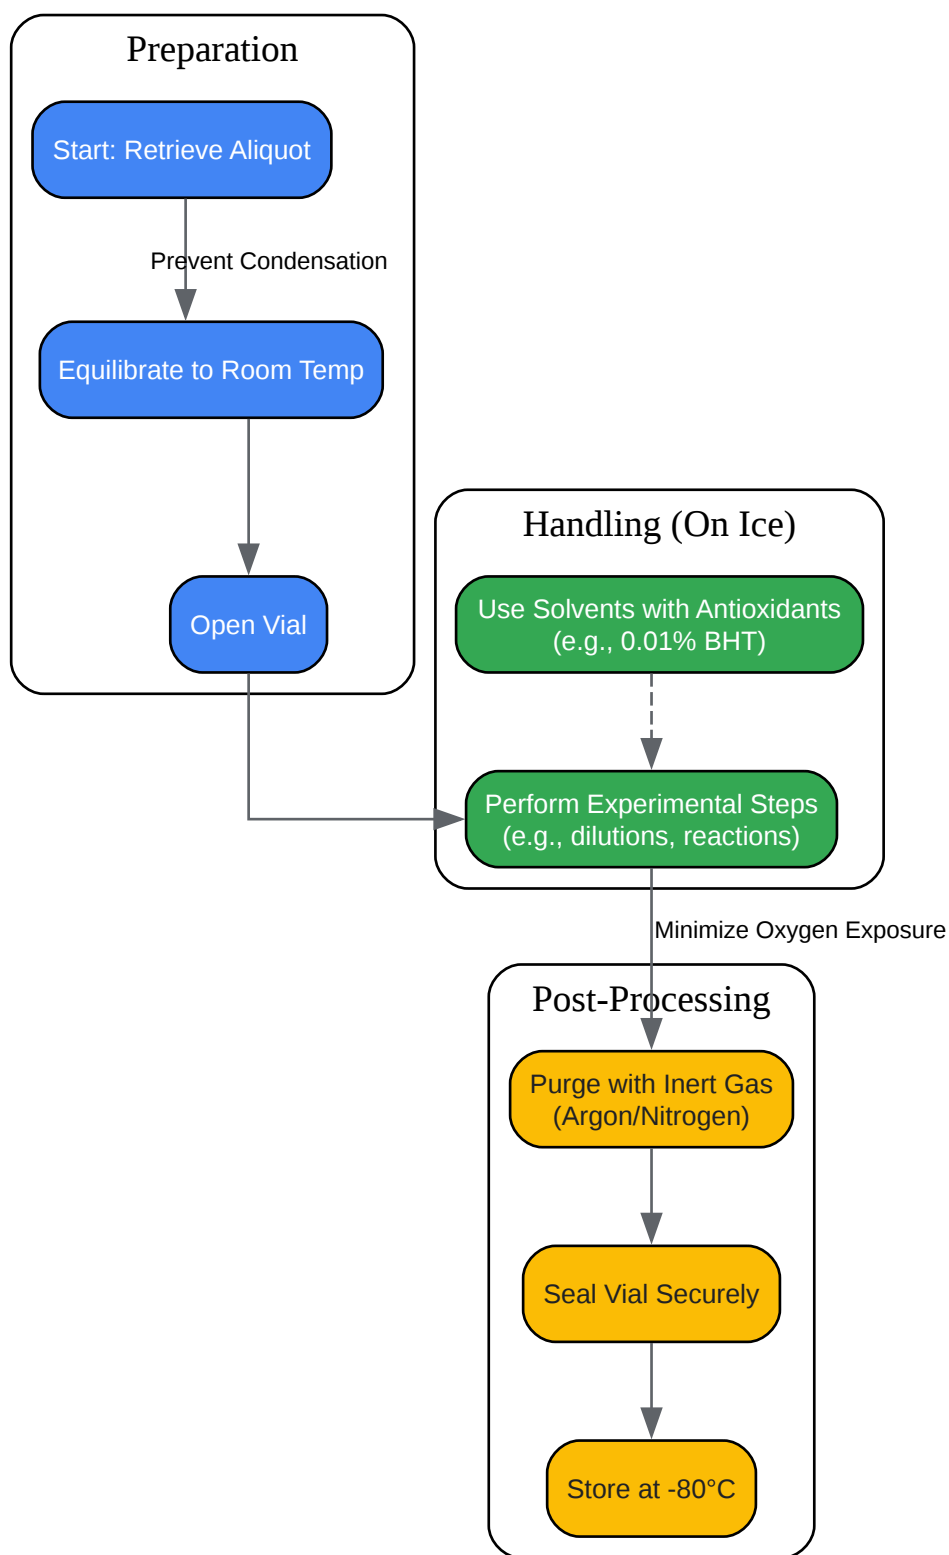 Preparation
Start: Retrieve Aliquot
Prevent Condensation
Equilibrate to Room Temp
Open Vial
Handling (On Ice)
Use Solvents with Antioxidants
(e.g., 0.01% BHT)
Perform Experimental Steps
(e.g., dilutions, reactions)
Minimize Oxygen Exposure
Post-Processing
Purge with Inert Gas
(Argon/Nitrogen)
Seal Vial Securely
Store at -80°C